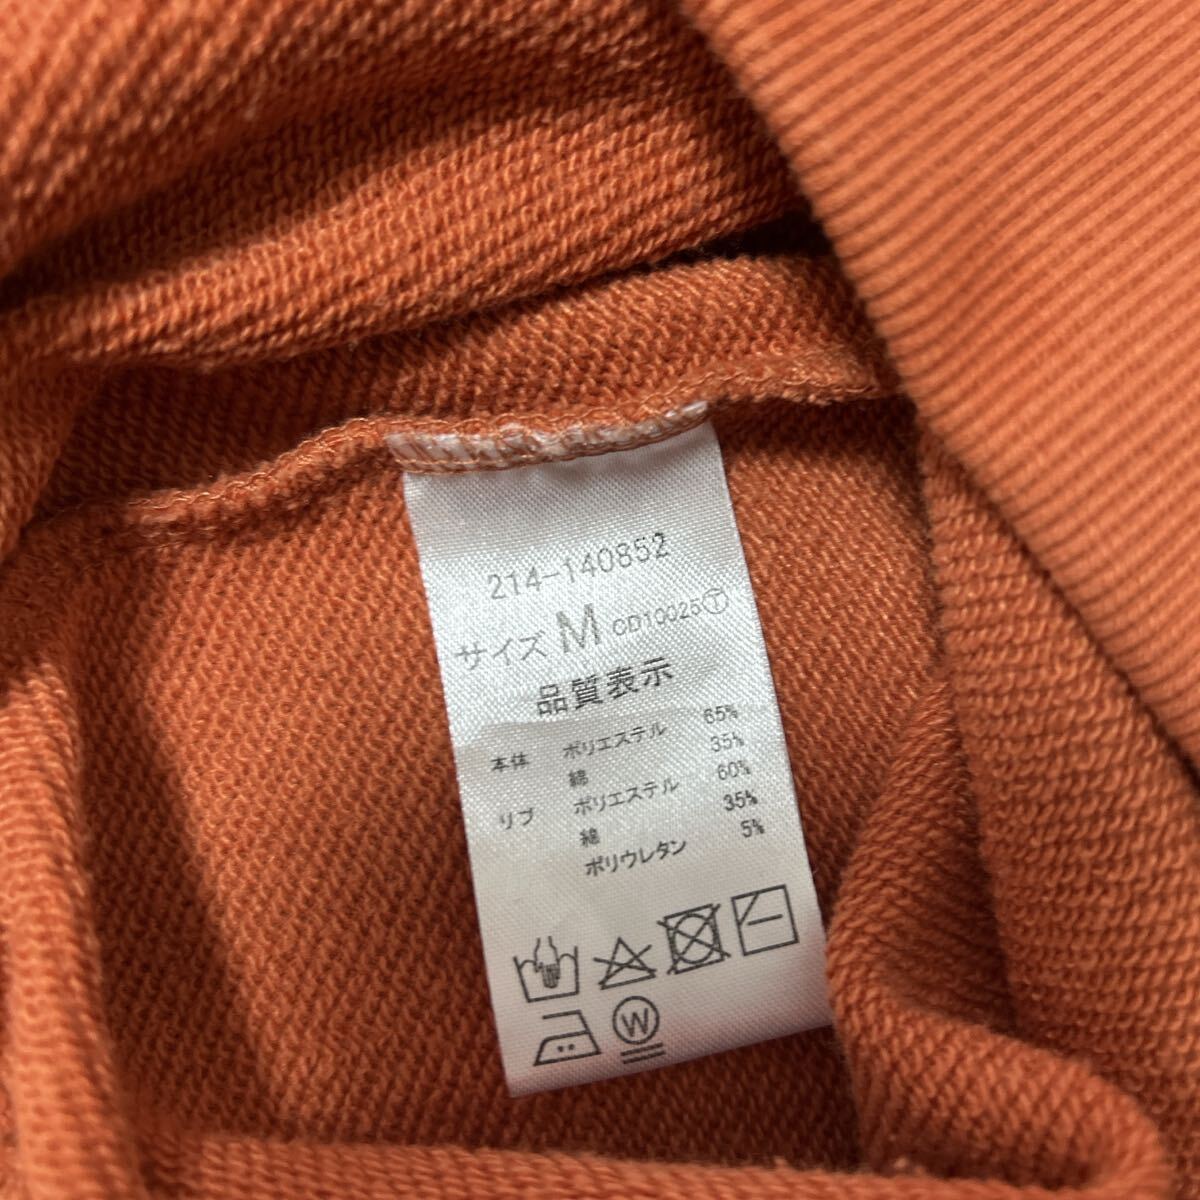 214-140852
サイズ M CD10025Ⓣ
品質表示
本体 ポリエステル 65%
綿 35%
リブ ポリエステル 60%
綿 35%
ポリウレタン 5%
W